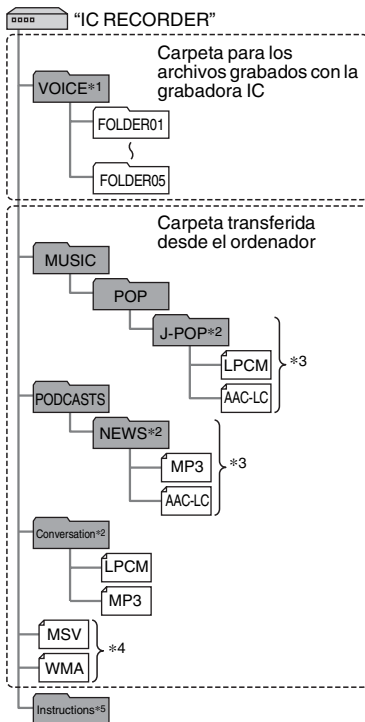 “IC RECORDER”
Carpeta para los
archivos grabados con la
grabadora IC
VOICE*1
FOLDER01
FOLDER05
Carpeta transferida
desde el ordenador
MUSIC
POP
J-POP*2
LPCM
*3
AAC-LC
PODCASTS
NEWS*2
MP3
*3
AAC-LC
Conversation*2
LPCM
MP3
MSV
*4
WMA
Instructions*5